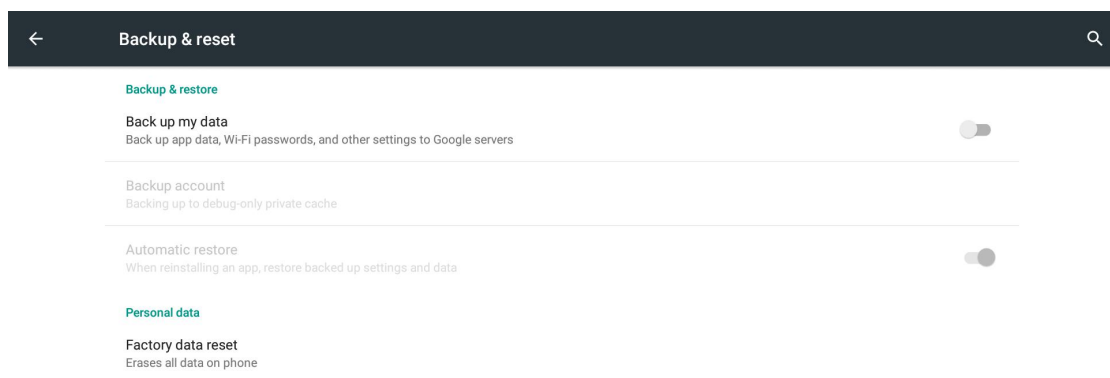 Backup & reset
Backup & restore
Back up my data
Back up app data, Wi-Fi passwords, and other settings to Google servers
Backup account
Backing up to debug-only private cache
Automatic restore
When reinstalling an app, restore backed up settings and data
Personal data
Factory data reset
Erases all data on phone